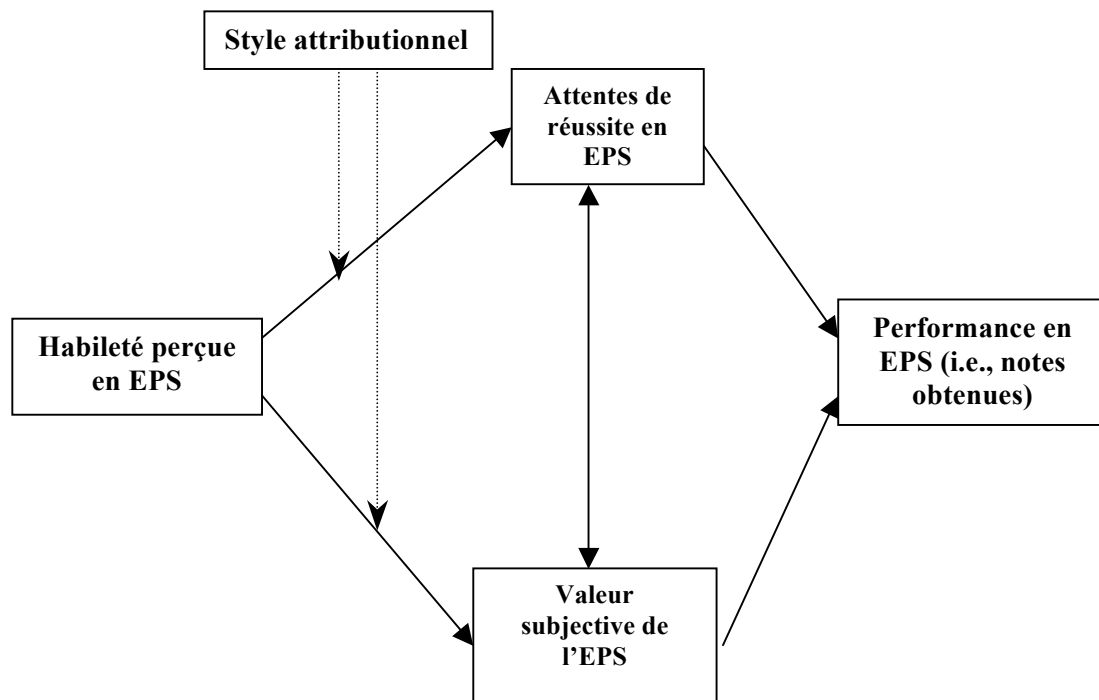 Style attributionnel
Attentes de
réussite en
EPS
Habileté perçue
en EPS
Performance en
EPS (i.e., notes
obtenues)
Valeur
subjective de
l’EPS